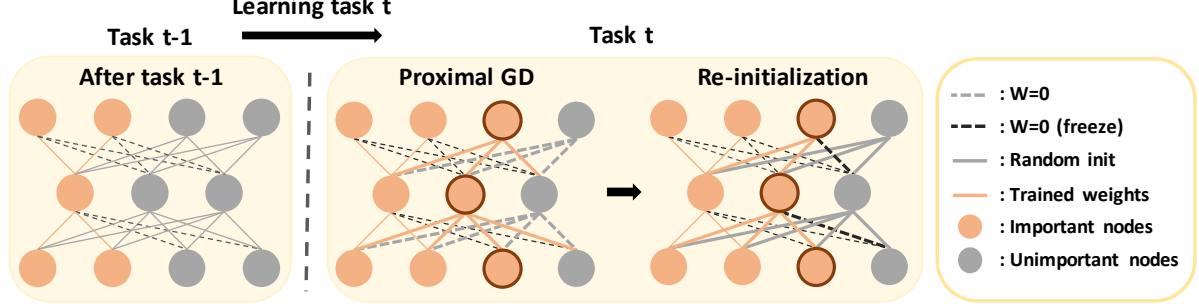 Learning task t
Task t-1
Task t
After task t-1
Proximal GD
Re-initialization
: W=0
: W=0 (freeze)
: Random init
: Trained weights
: Important nodes
: Unimportant nodes